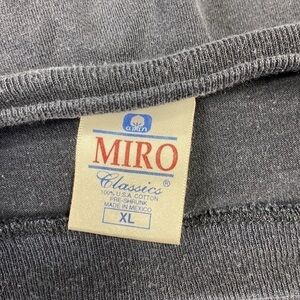 MIRO
Classics ®
100% U.S.A. COTTON
PRE-SHRUNK
MADE IN MEXICO
XL